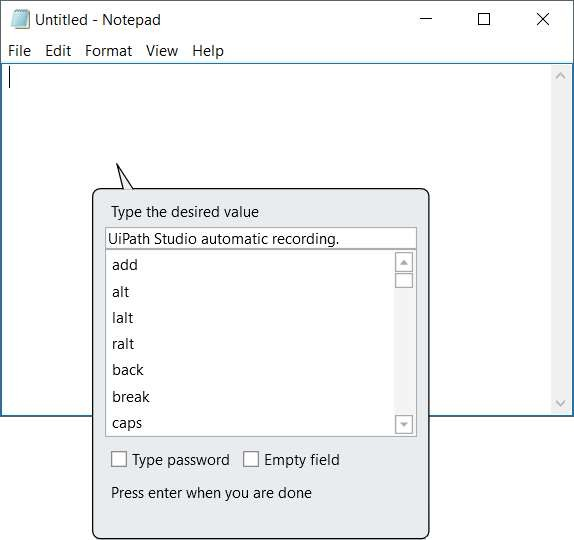 Untitled - Notepad
File Edit Format View Help
Type the desired value
UiPath Studio automatic recording.
add
alt
lalt
ralt
back
break
caps
Type password Empty field
Press enter when you are done